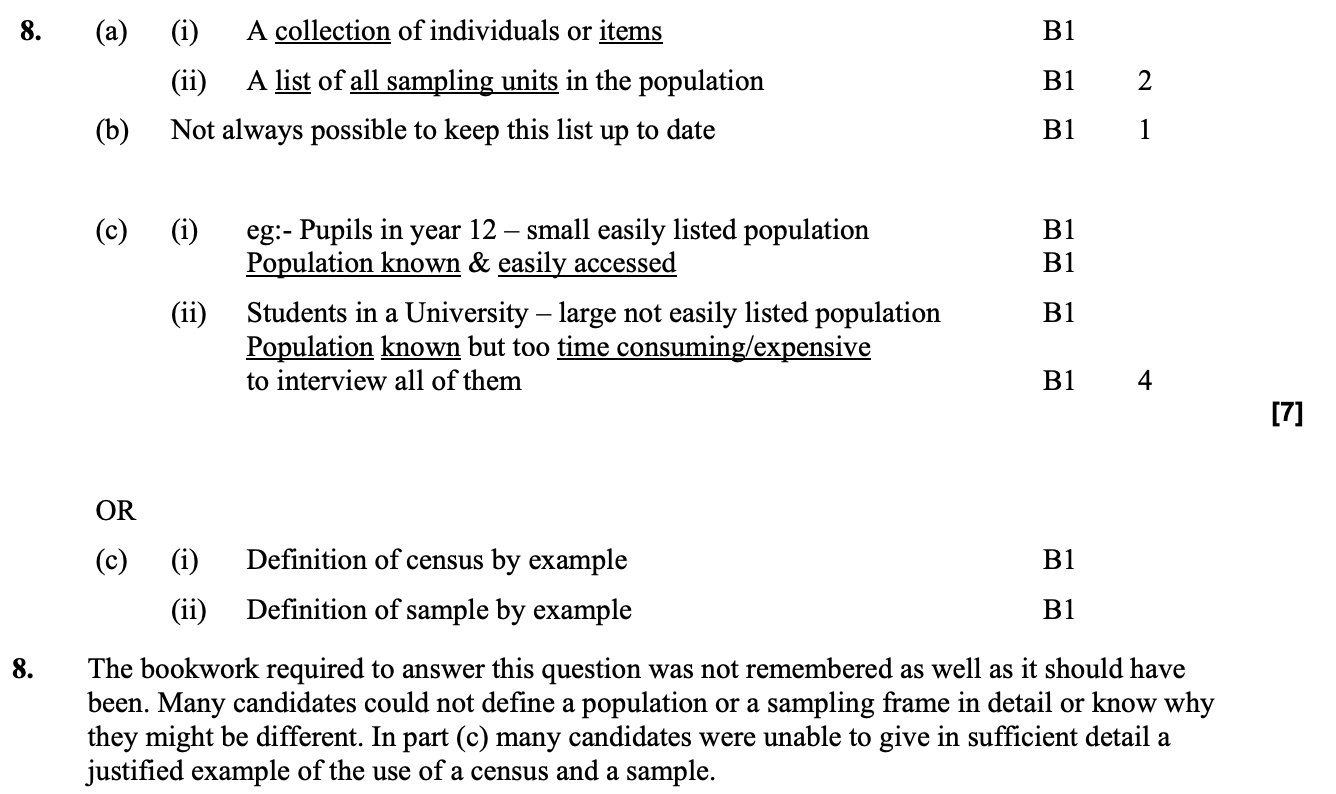 8. (a) (i) A collection of individuals or items B1
(ii) A list of all sampling units in the population B1 2
(b) Not always possible to keep this list up to date B1 1
(c) (i) eg:- Pupils in year 12 – small easily listed population B1
Population known & easily accessed B1
(ii) Students in a University – large not easily listed population B1
Population known but too time consuming/expensive
to interview all of them B1 4
[7]
OR
(c) (i) Definition of census by example B1
(ii) Definition of sample by example B1
8. The bookwork required to answer this question was not remembered as well as it should have
been. Many candidates could not define a population or a sampling frame in detail or know why
they might be different. In part (c) many candidates were unable to give in sufficient detail a
justified example of the use of a census and a sample.